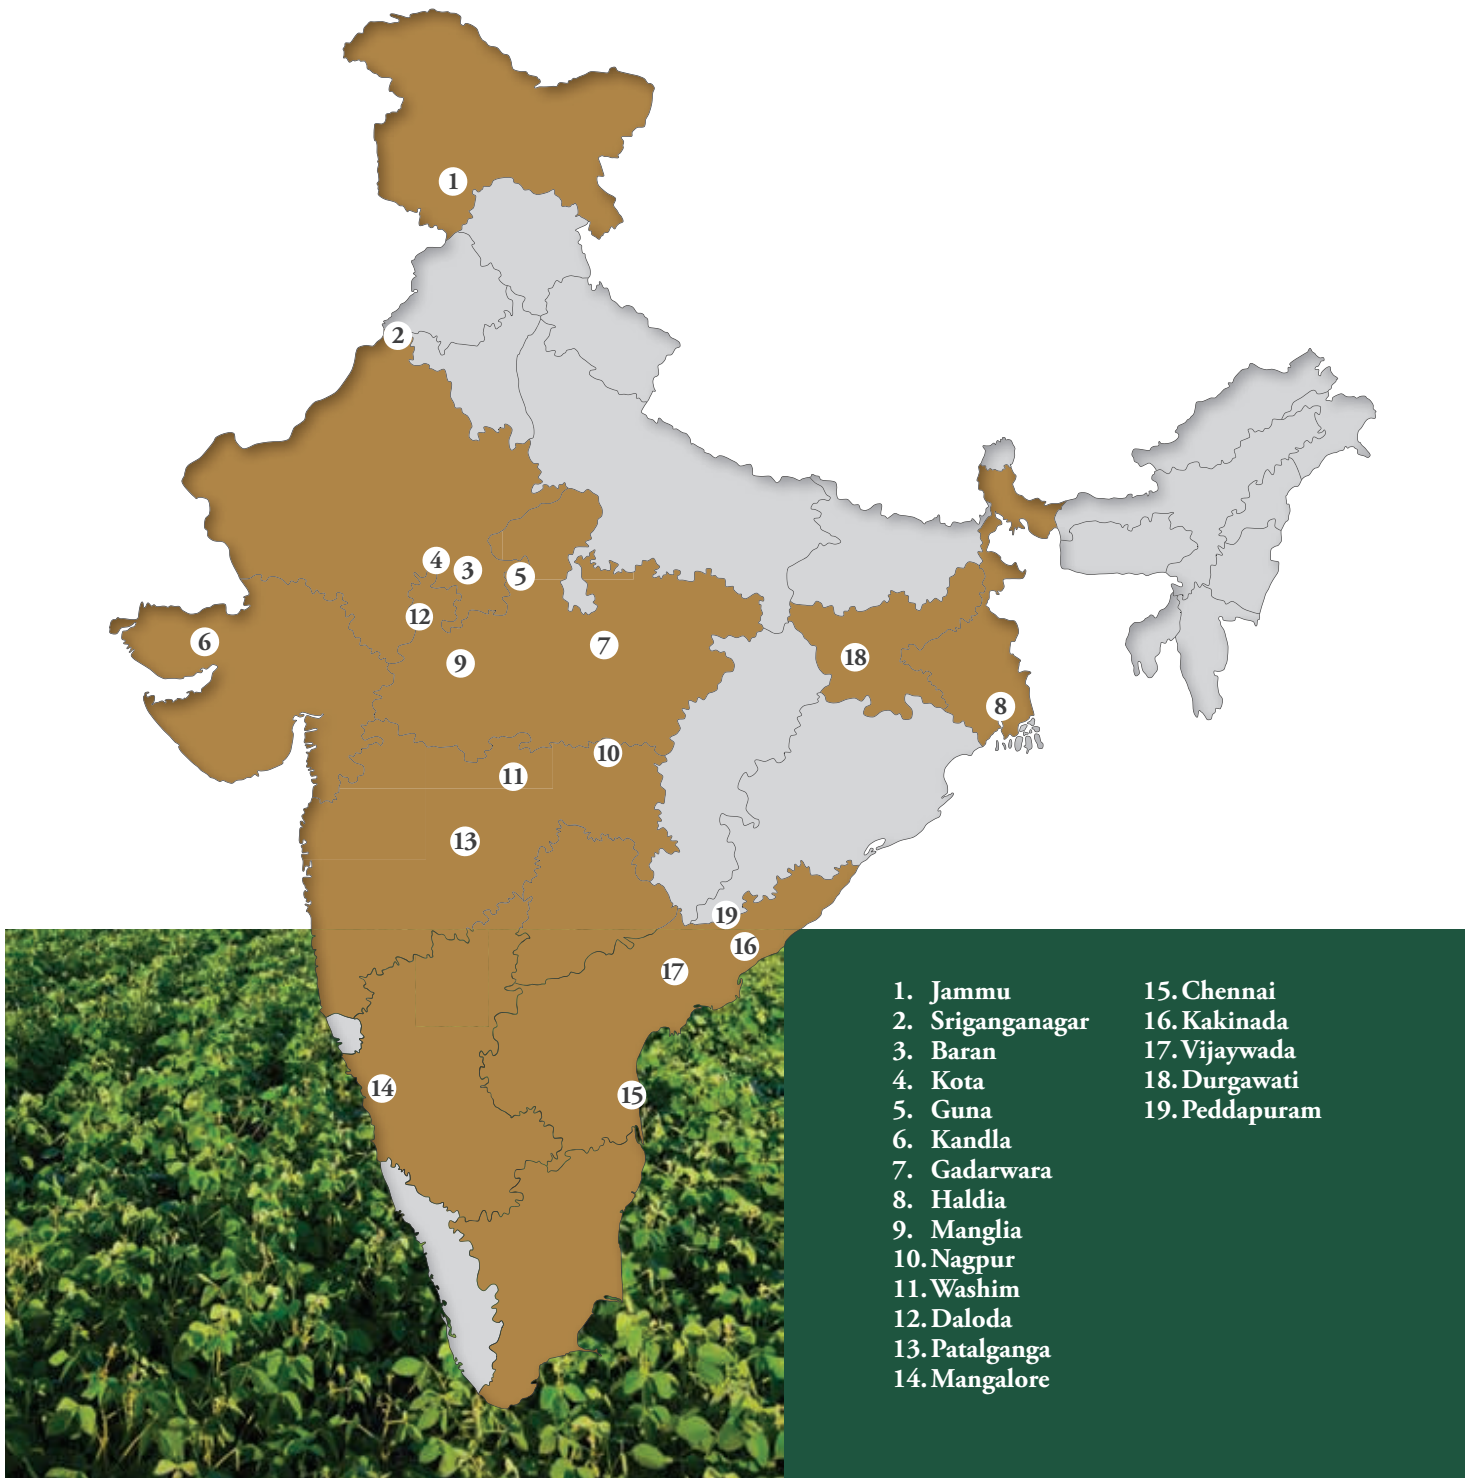 1
2
4
3
5
12
6
7
9
18
8
10
11
13
19
16
17
14
15
1. Jammu
2. Sriganganagar
3. Baran
4. Kota
5. Guna
6. Kandla
7. Gadarwara
8. Haldia
9. Manglia
10. Nagpur
11. Washim
12. Daloda
13. Patalganga
14. Mangalore
15. Chennai
16. Kakinada
17. Vijaywada
18. Durgawati
19. Peddapuram